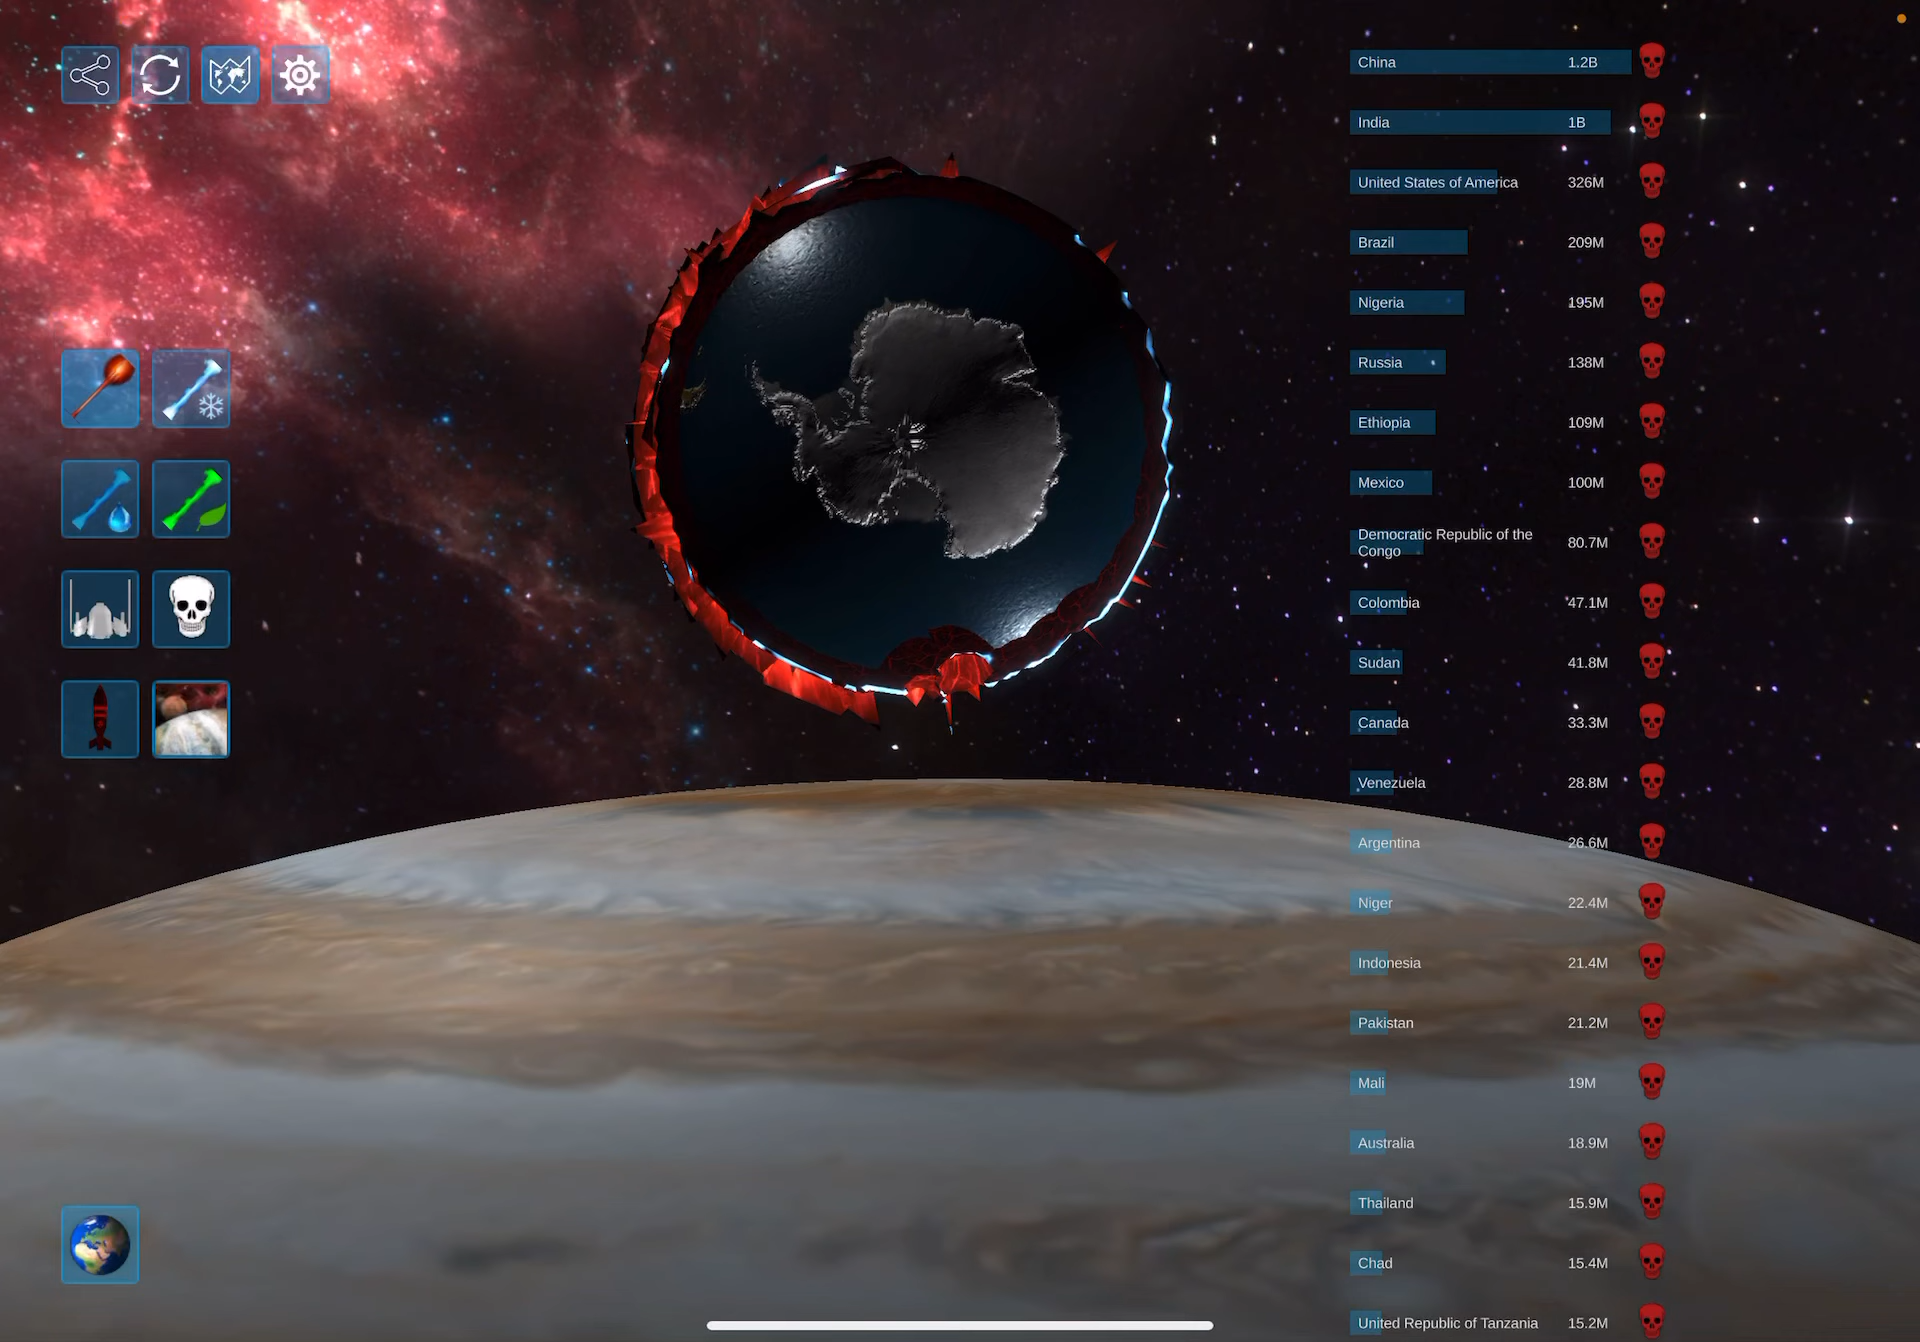 China 1.2B
India 1B
United States of America 326M
Brazil 209M
Nigeria 195M
Russia 138M
Ethiopia 109M
Mexico 100M
Democratic Republic of the
Congo 80.7M
Colombia 47.1M
Sudan 41.8M
Canada 33.3M
Venezuela 28.8M
Argentina 26.6M
Niger 22.4M
Indonesia 21.4M
Pakistan 21.2M
Mali 19M
Australia 18.9M
Thailand 15.9M
Chad 15.4M
United Republic of Tanzania 15.2M